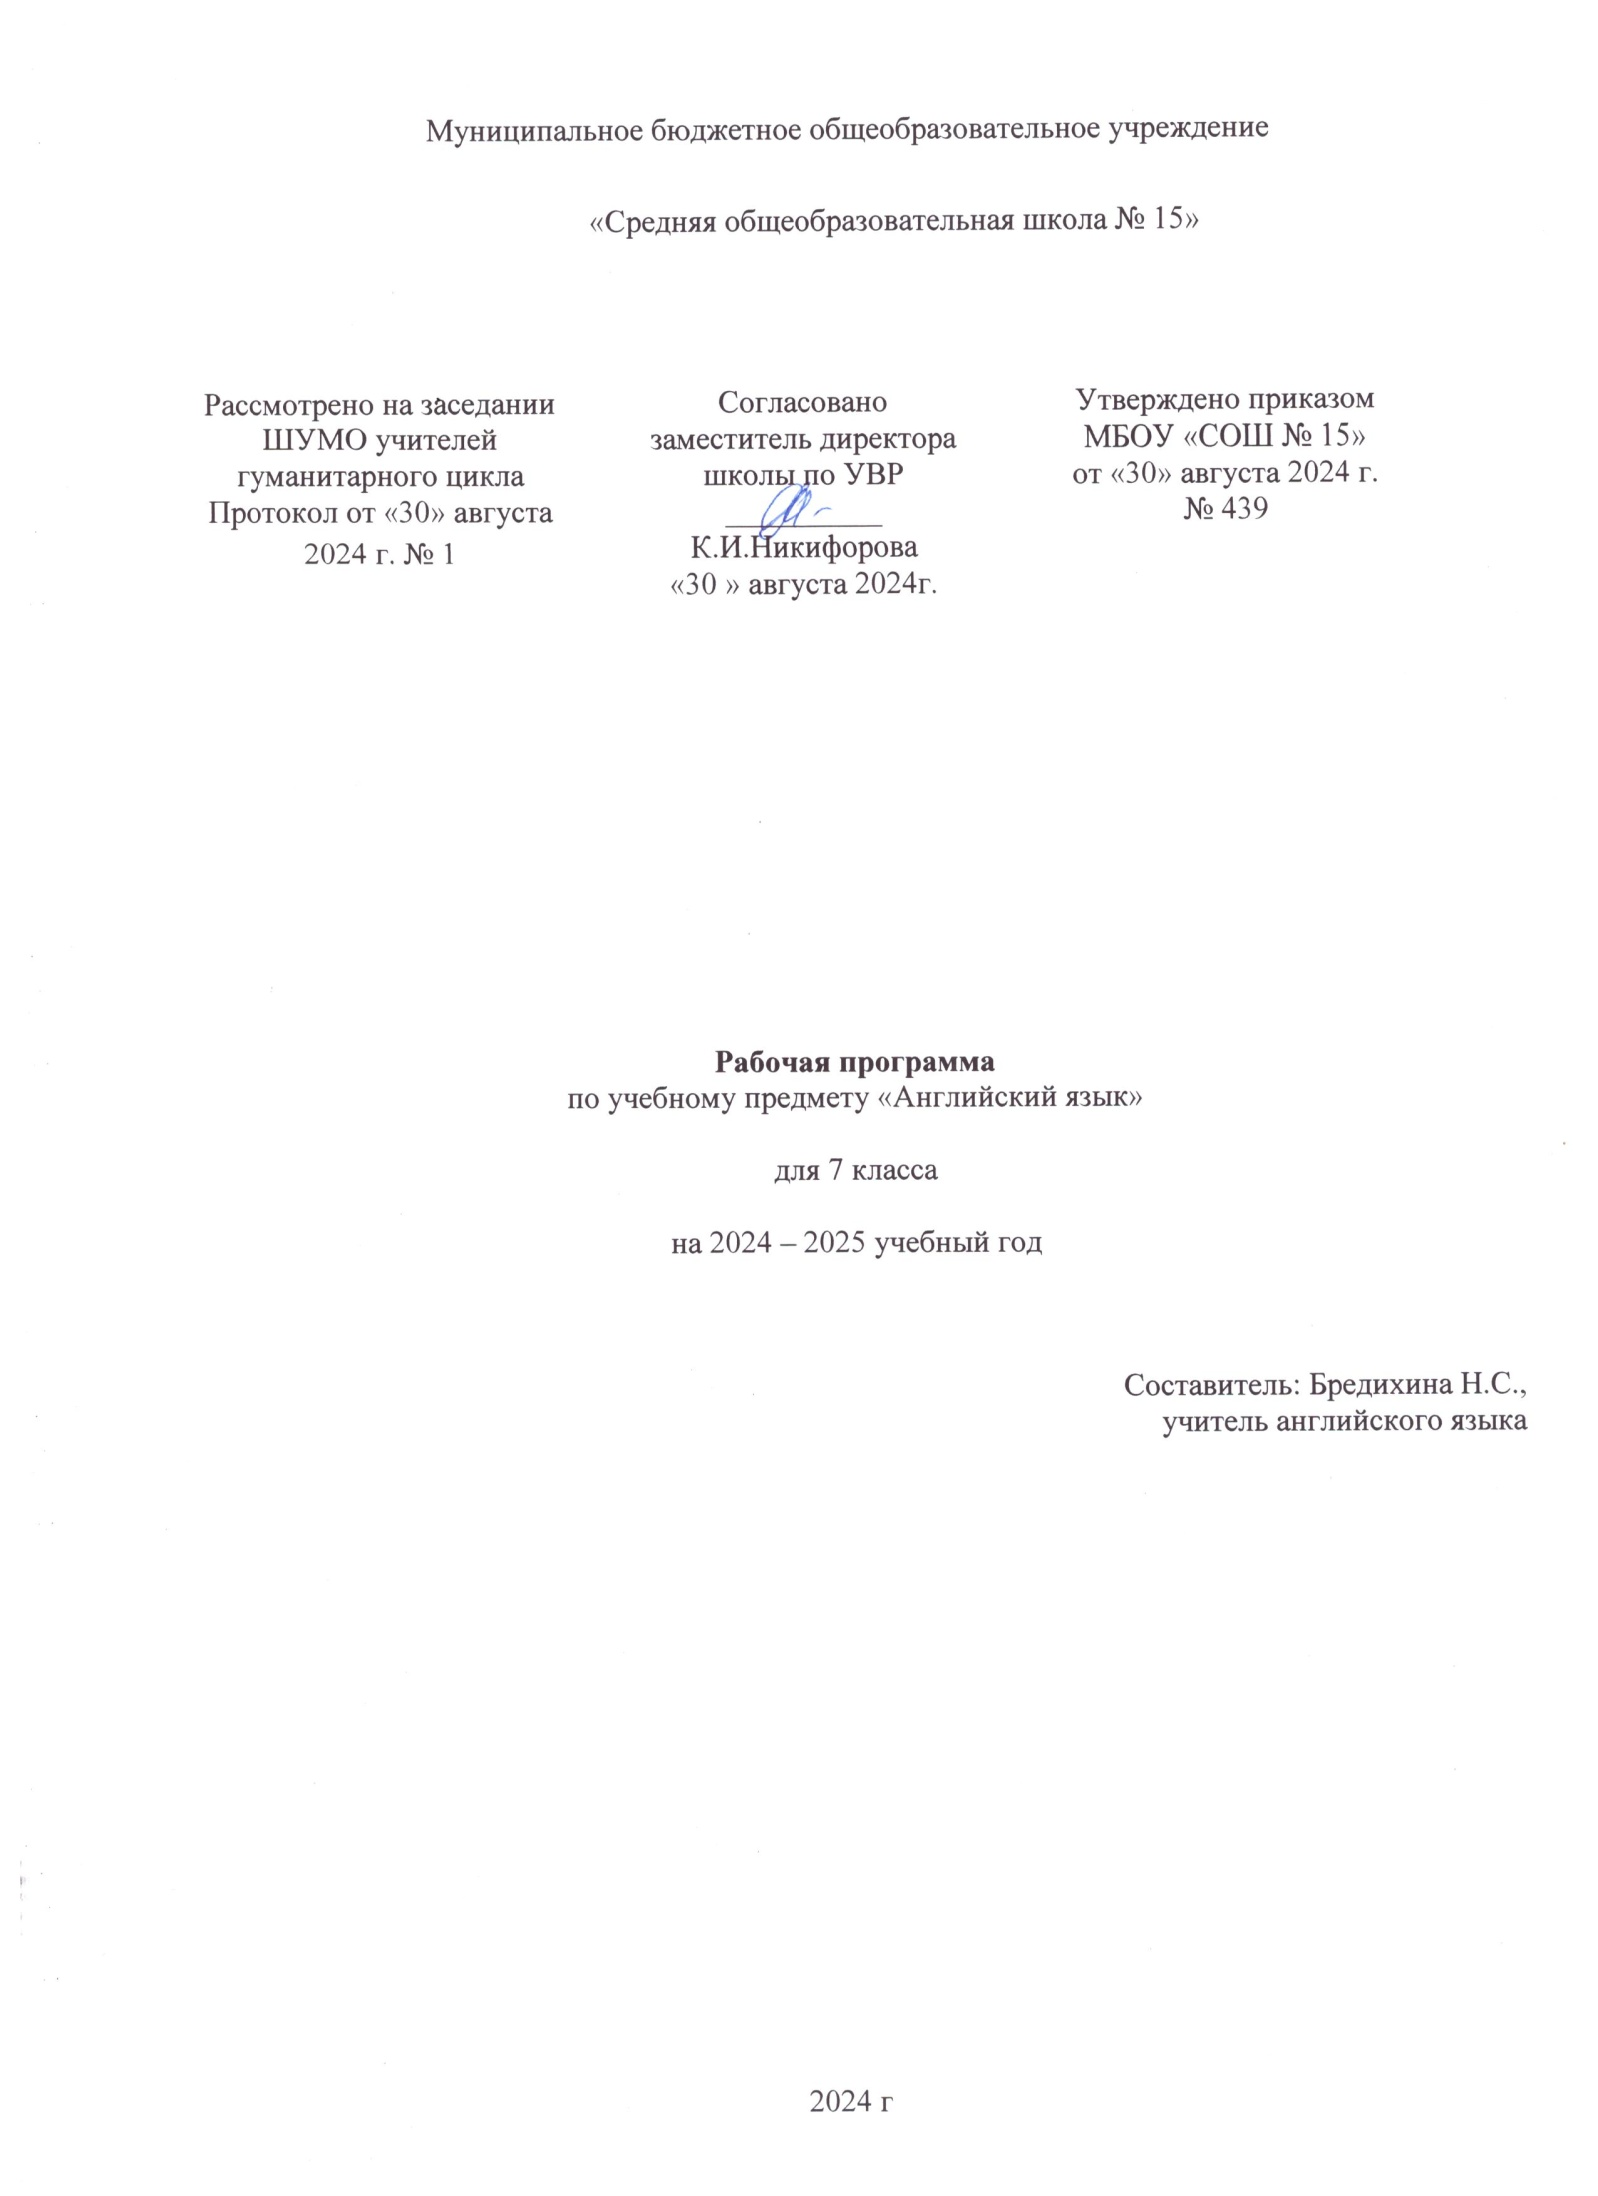 Муниципальное бюджетное общеобразовательное учреждение
«Средняя общеобразовательная школа № 15»
Рассмотрено на заседании
ШУМО учителей
гуманитарного цикла
Протокол от «30» августа
2024 г. № 1
Согласовано
заместитель директора
школы по УВР
К.И.Никифорова
«30 » августа 2024г.
Утверждено приказом
МБОУ «СОШ № 15»
от «30» августа 2024 г.
№ 439
Рабочая программа
по учебному предмету «Английский язык»
для 7 класса
на 2024 – 2025 учебный год
Составитель: Бредихина Н.С.,
учитель английского языка
2024 г